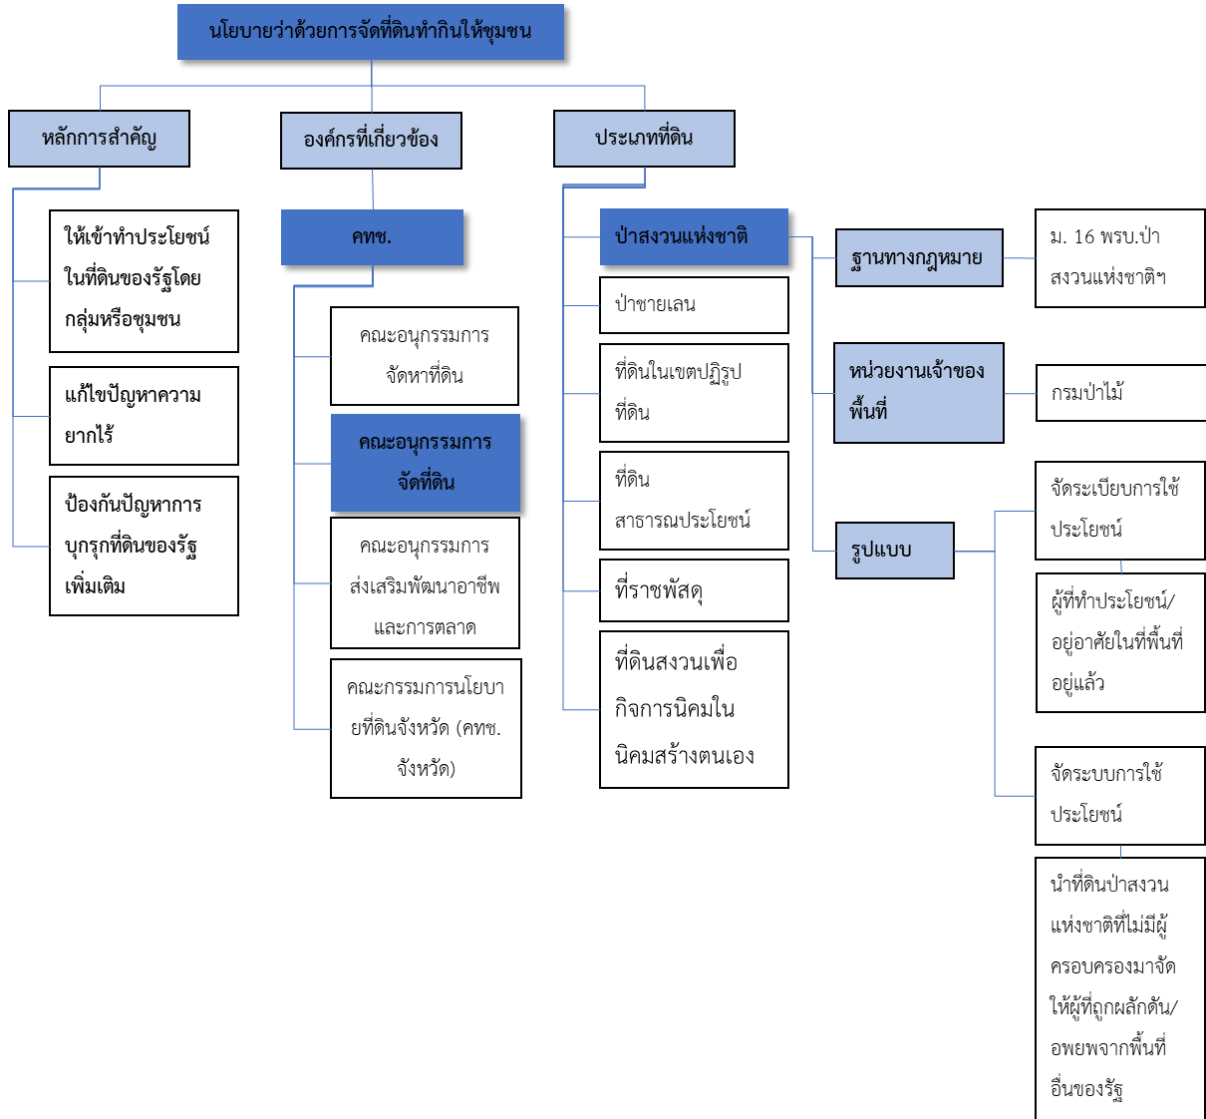 นโยบายว่าด้วยการจัดที่ดินทำกินให้ชุมชน
หลักการสำคัญ
ให้เข้าทำประโยชน์
ในที่ดินของรัฐโดย
กลุ่มหรือชุมชน
แก้ไขปัญหาความ
ยากไร้
ป้องกันปัญหาการ
บุกรุกที่ดินของรัฐ
เพิ่มเติม
องค์กรที่เกี่ยวข้อง
คทช.
คณะอนุกรรมการ
จัดหาที่ดิน
คณะอนุกรรมการ
จัดที่ดิน
คณะอนุกรรมการ
ส่งเสริมพัฒนาอาชีพ
และการตลาด
คณะกรรมการนโยบา
ยที่ดินจังหวัด (คทช.
จังหวัด)
ประเภทที่ดิน
ป่าสงวนแห่งชาติ
ป่าชายเลน
ที่ดินในเขตปฏิรูป
ที่ดิน
ที่ดิน
สาธารณประโยชน์
ที่ราชพัสดุ
ที่ดินสงวนเพื่อ
กิจการนิคมใน
นิคมสร้างตนเอง
ฐานทางกฎหมาย
ม. 16 พรบ.ป่า
สงวนแห่งชาติฯ
หน่วยงานเจ้าของ
พื้นที่
กรมป่าไม้
รูปแบบ
จัดระเบียบการใช้
ประโยชน์
ผู้ที่ทำประโยชน์/
อยู่อาศัยในที่พื้นที่
อยู่แล้ว
จัดระบบการใช้
ประโยชน์
นำที่ดินป่าสงวน
แห่งชาติที่ไม่มีผู้
ครอบครองมาจัด
ให้ผู้ที่ถูกผลักดัน/
อพยพจากพื้นที่
อื่นของรัฐ